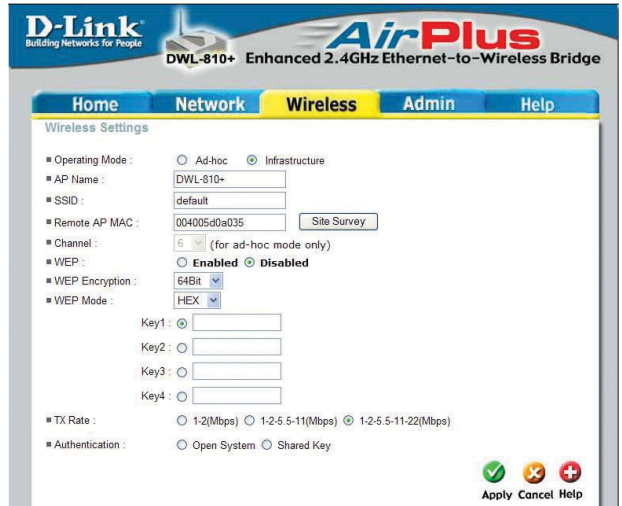 D-Link
Building Networks for People
AirPlus
DWL-810+ Enhanced 2.4GHz Ethernet-to-Wireless Bridge
Home Network Wireless Admin Help
Wireless Settings
Operating Mode : Ad-hoc Infrastructure
AP Name : DWL-810+
SSID : default
Remote AP MAC : 004005d0a035 Site Survey
Channel : 6 (for ad-hoc mode only)
WEP : Enabled Disabled
WEP Encryption : 64Bit
WEP Mode : HEX
Key1 :
Key2 :
Key3 :
Key4 :
TX Rate : 1-2(Mbps) 1-2-5.5-11(Mbps) 1-2-5.5-11-22(Mbps)
Authentication : Open System Shared Key
Apply Cancel Help